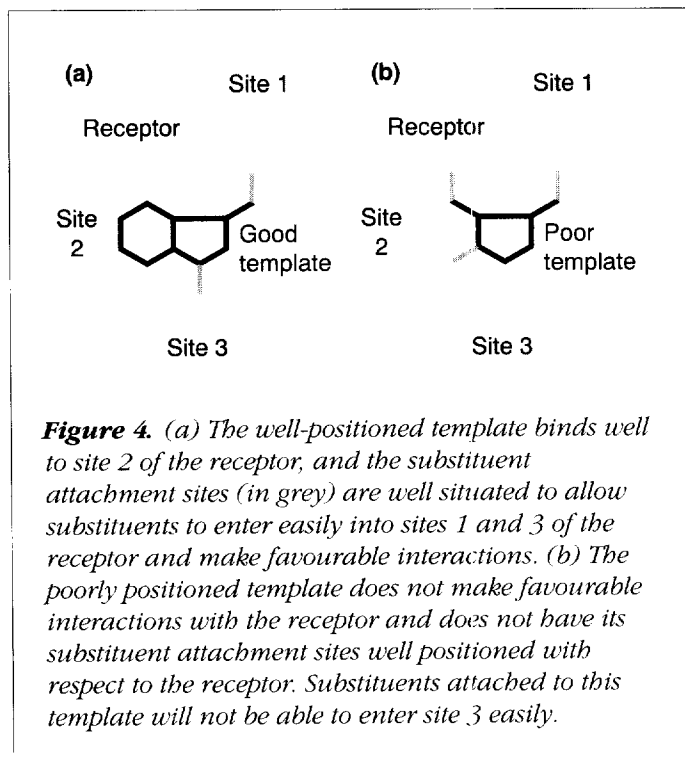 (a)
Site 1
Receptor
Site
2
Good
template
Site 3
(b)
Site 1
Receptor
Site
2
Poor
template
Site 3
Figure 4. (a) The well-positioned template binds well
to site 2 of the receptor, and the substituent
attachment sites (in grey) are well situated to allow
substituents to enter easily into sites 1 and 3 of the
receptor and make favourable interactions. (b) The
poorly positioned template does not make favourable
interactions with the receptor and does not have its
substituent attachment sites well positioned with
respect to the receptor. Substituents attached to this
template will not be able to enter site 3 easily.